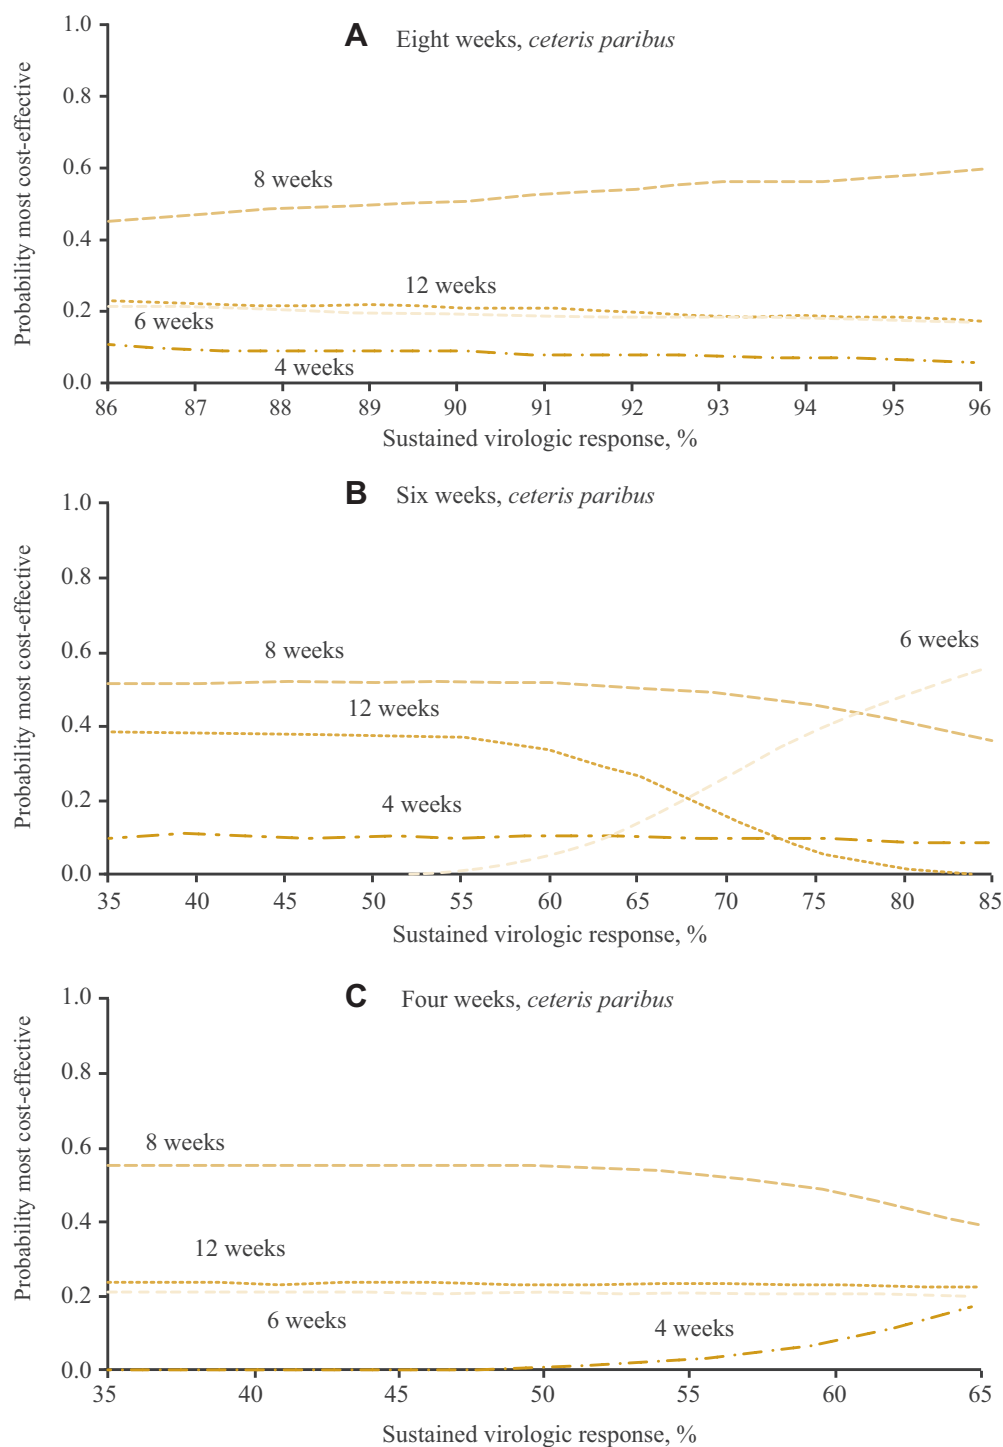 A Eight weeks, ceteris paribus
Probability most cost-effective
1.0
0.8
0.6
0.4
0.2
0.0
8 weeks
12 weeks
6 weeks
4 weeks
86 87 88 89 90 91 92 93 94 95 96
Sustained virologic response, %
B Six weeks, ceteris paribus
Probability most cost-effective
1.0
0.8
0.6
0.4
0.2
0.0
6 weeks
8 weeks
12 weeks
4 weeks
35 40 45 50 55 60 65 70 75 80 85
Sustained virologic response, %
C Four weeks, ceteris paribus
Probability most cost-effective
1.0
0.8
0.6
0.4
0.2
0.0
8 weeks
12 weeks
6 weeks
4 weeks
35 40 45 50 55 60 65
Sustained virologic response, %